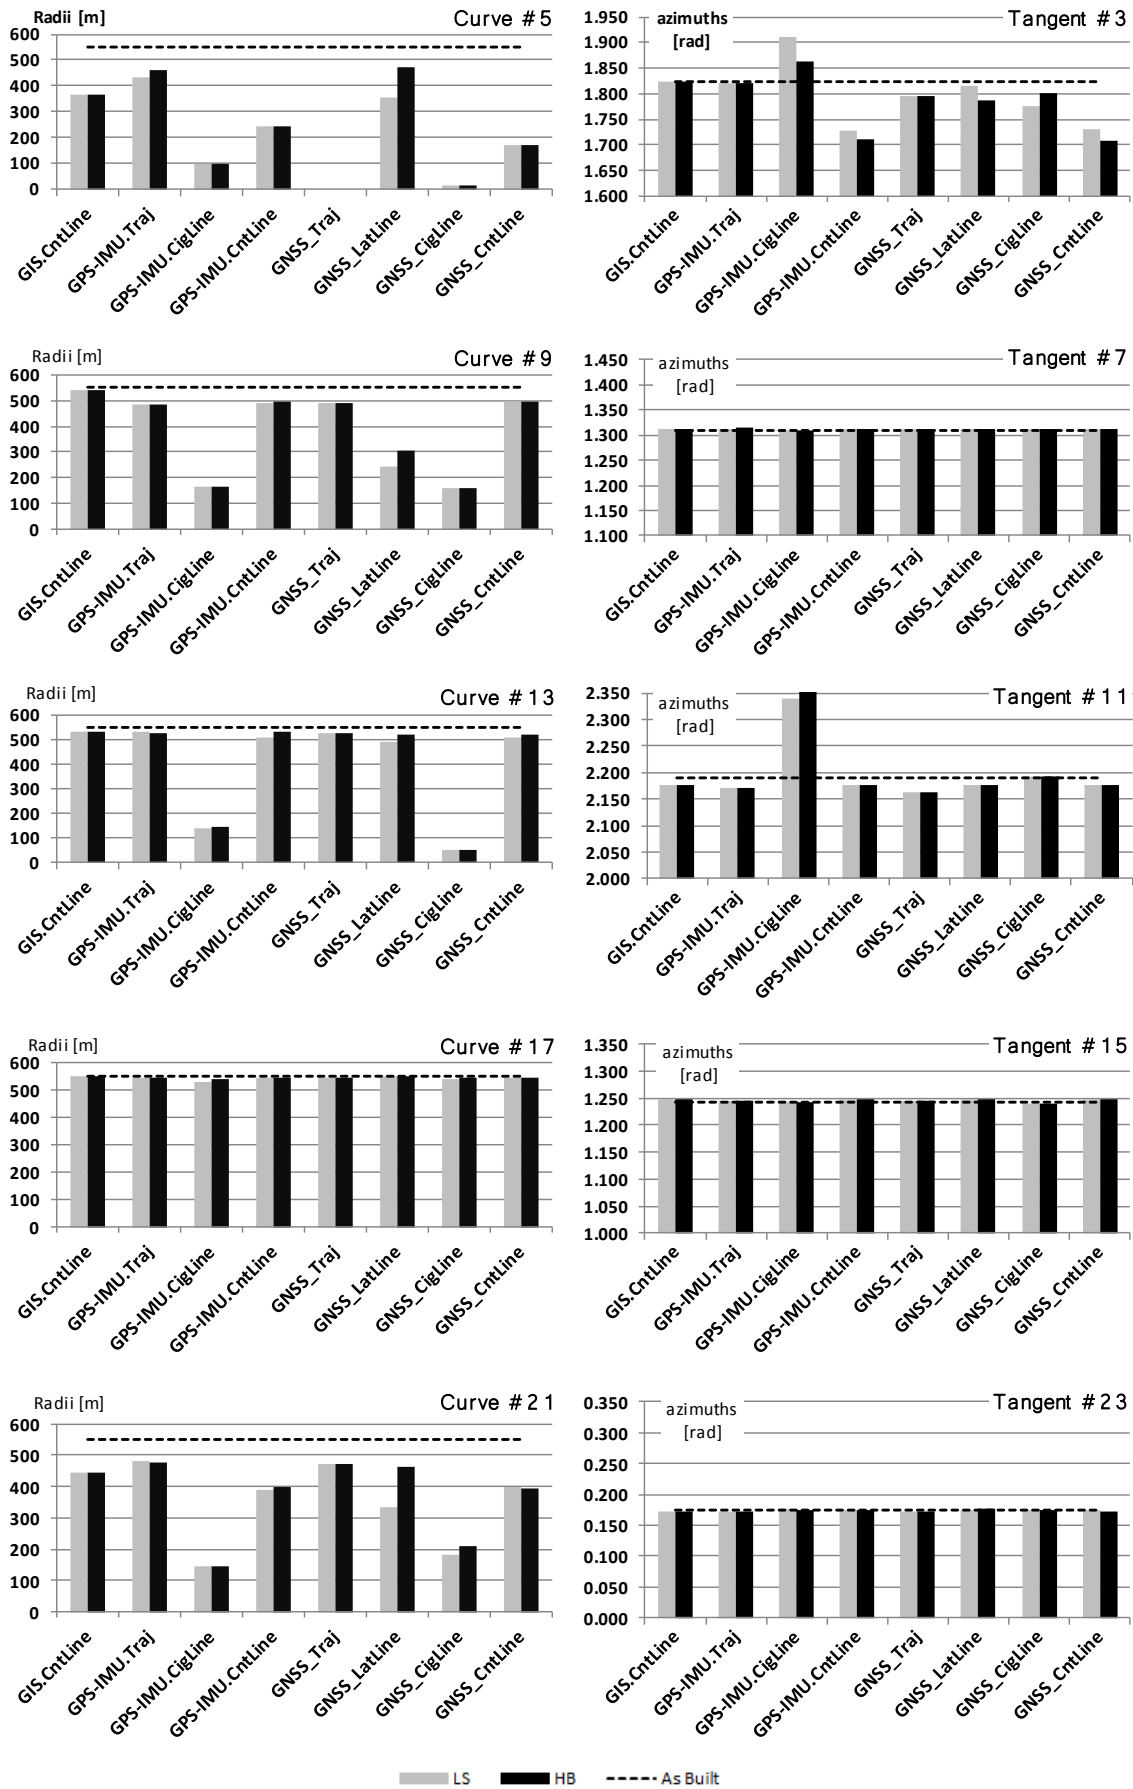 Radii [m]
Curve #5
600
500
400
300
200
100
0
GIS.CntLine
GPS-IMU.Traj
GPS-IMU.CigLine
GPS-IMU.CntLine
GNSS_Traj
GNSS_LatLine
GNSS_CigLine
GNSS_CntLine
azimuths
[rad]
Tangent #3
1.950
1.900
1.850
1.800
1.750
1.700
1.650
1.600
GIS.CntLine
GPS-IMU.Traj
GPS-IMU.CigLine
GPS-IMU.CntLine
GNSS_Traj
GNSS_LatLine
GNSS_CigLine
GNSS_CntLine
Radii [m]
Curve #9
600
500
400
300
200
100
0
GIS.CntLine
GPS-IMU.Traj
GPS-IMU.CigLine
GPS-IMU.CntLine
GNSS_Traj
GNSS_LatLine
GNSS_CigLine
GNSS_CntLine
azimuths
[rad]
Tangent #7
1.450
1.400
1.350
1.300
1.250
1.200
1.150
1.100
GIS.CntLine
GPS-IMU.Traj
GPS-IMU.CigLine
GPS-IMU.CntLine
GNSS_Traj
GNSS_LatLine
GNSS_CigLine
GNSS_CntLine
Radii [m]
Curve #13
600
500
400
300
200
100
0
GIS.CntLine
GPS-IMU.Traj
GPS-IMU.CigLine
GPS-IMU.CntLine
GNSS_Traj
GNSS_LatLine
GNSS_CigLine
GNSS_CntLine
azimuths
[rad]
Tangent #11
2.350
2.300
2.250
2.200
2.150
2.100
2.050
2.000
GIS.CntLine
GPS-IMU.Traj
GPS-IMU.CigLine
GPS-IMU.CntLine
GNSS_Traj
GNSS_LatLine
GNSS_CigLine
GNSS_CntLine
Radii [m]
Curve #17
600
500
400
300
200
100
0
GIS.CntLine
GPS-IMU.Traj
GPS-IMU.CigLine
GPS-IMU.CntLine
GNSS_Traj
GNSS_LatLine
GNSS_CigLine
GNSS_CntLine
azimuths
[rad]
Tangent #15
1.350
1.300
1.250
1.200
1.150
1.100
1.050
1.000
GIS.CntLine
GPS-IMU.Traj
GPS-IMU.CigLine
GPS-IMU.CntLine
GNSS_Traj
GNSS_LatLine
GNSS_CigLine
GNSS_CntLine
Radii [m]
Curve #21
600
500
400
300
200
100
0
GIS.CntLine
GPS-IMU.Traj
GPS-IMU.CigLine
GPS-IMU.CntLine
GNSS_Traj
GNSS_LatLine
GNSS_CigLine
GNSS_CntLine
azimuths
[rad]
Tangent #23
0.350
0.300
0.250
0.200
0.150
0.100
0.050
0.000
GIS.CntLine
GPS-IMU.Traj
GPS-IMU.CigLine
GPS-IMU.CntLine
GNSS_Traj
GNSS_LatLine
GNSS_CigLine
GNSS_CntLine
LS HB As Built